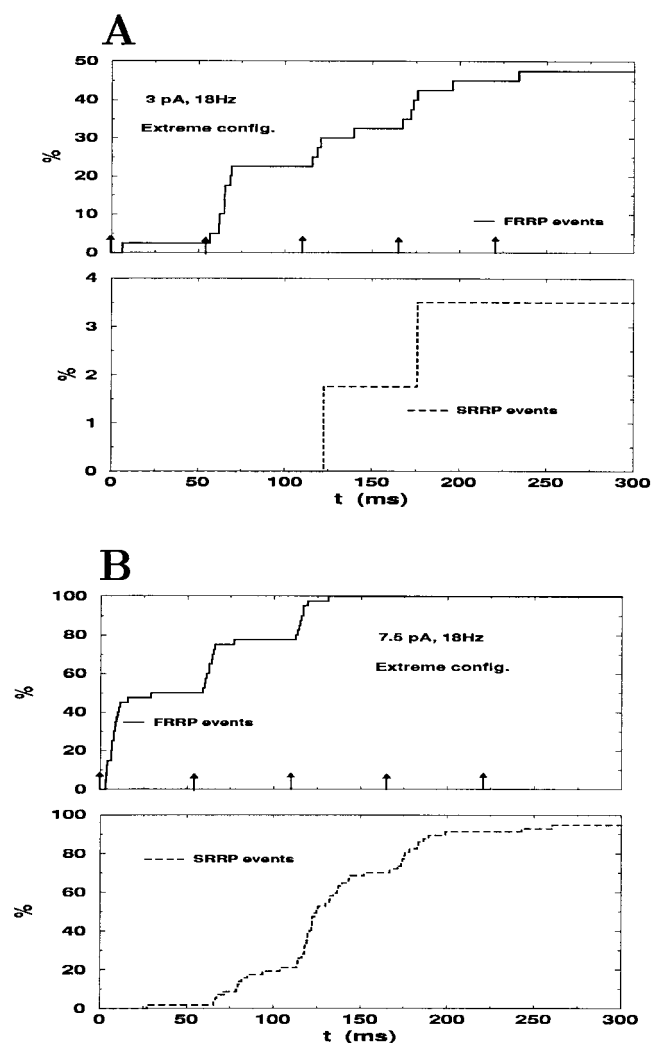 A
50
40
30
20
10
0
%
3 pA, 18Hz
Extreme config.
FRRP events
4
3
2
1
0
%
SRRP events
0 50 100 150 200 250 300
t (ms)
B
100
80
60
40
20
0
%
7.5 pA, 18Hz
Extreme config.
FRRP events
100
80
60
40
20
0
%
SRRP events
0 50 100 150 200 250 300
t (ms)